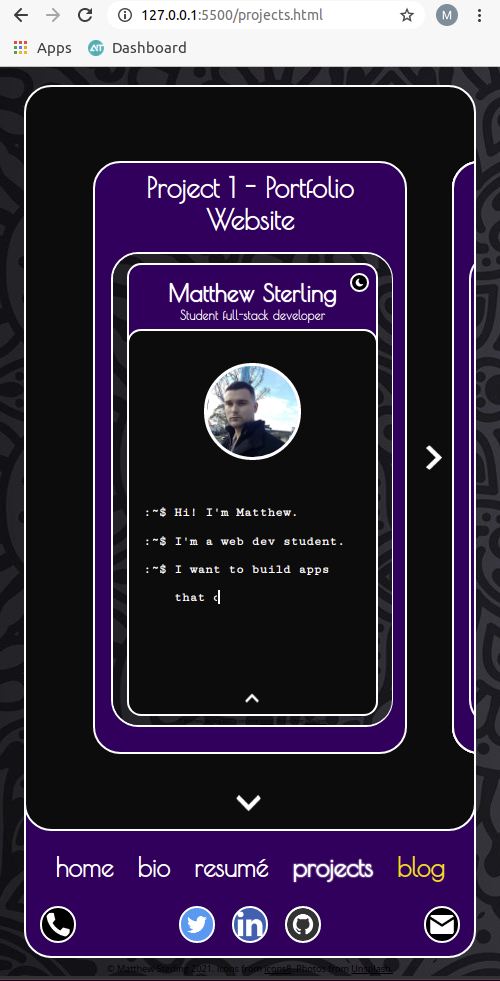 127.0.0.1:5500/projects.html
M
Apps
Dashboard
Project 1 - Portfolio
Website
Matthew Sterling
Student full-stack developer
:~$ Hi! I'm Matthew.
:~$ I'm a web dev student.
:~$ I want to build apps
that c
home bio resumé projects blog
in
© Matthew Sterling 2021. Icons from Icons8. Photos from Unsplash.